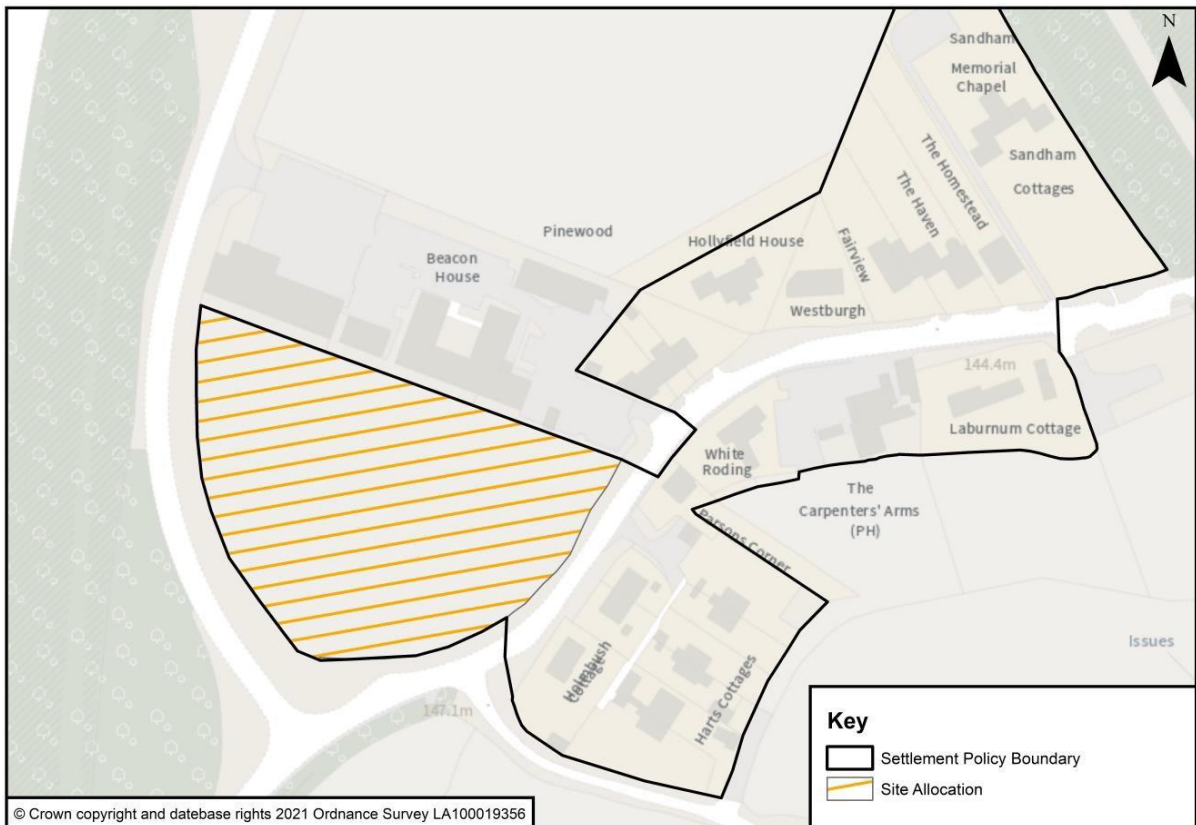 N
Sandham
Memorial
Chapel
Sandham
Cottages
The Homestead
The Haven
Fairview
Pinewood
Hollyfield House
Beacon
House
Westburgh
144.4m
Laburnum Cottage
White
Roding
The
Carpenters' Arms
(PH)
Parsons Corner
Issues
Holmbush
Cottage
Harts Cottages
147.1m
Key
Settlement Policy Boundary
Site Allocation
© Crown copyright and datebase rights 2021 Ordnance Survey LA100019356